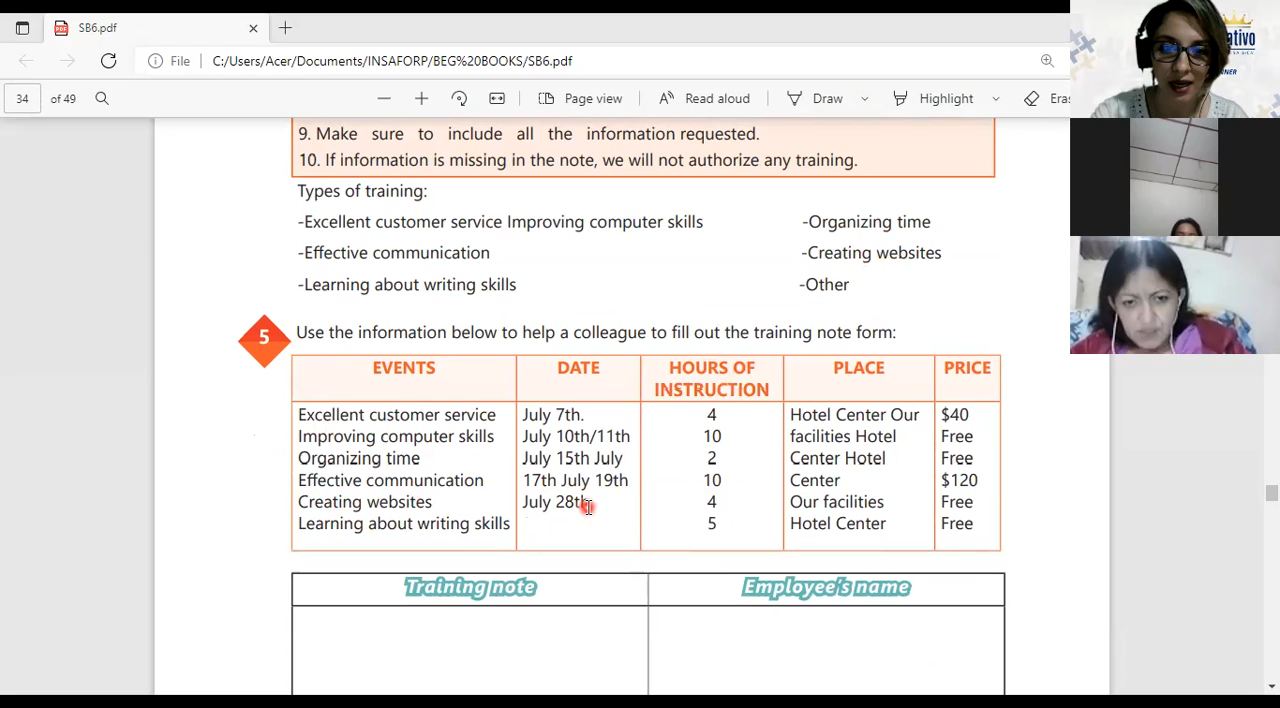 SB6.pdf
File C:/Users/Acer/Documents/INSAFORP/BEG%20BOOKS/SB6.pdf
34 of 49 Page view Read aloud Draw Highlight Eras
ativo
NNER
9. Make sure to include all the information requested.
10. If information is missing in the note, we will not authorize any training.
Types of training:
-Excellent customer service Improving computer skills -Organizing time
-Effective communication -Creating websites
-Learning about writing skills -Other
5 Use the information below to help a colleague to fill out the training note form:
EVENTS DATE HOURS OF INSTRUCTION PLACE PRICE
Excellent customer service July 7th. 4 Hotel Center Our $40
Improving computer skills July 10th/11th 10 facilities Hotel Free
Organizing time July 15th July 2 Center Hotel Free
Effective communication 17th July 19th 10 Center $120
Creating websites July 28th 4 Our facilities Free
Learning about writing skills 5 Hotel Center Free
Training note Employee's name